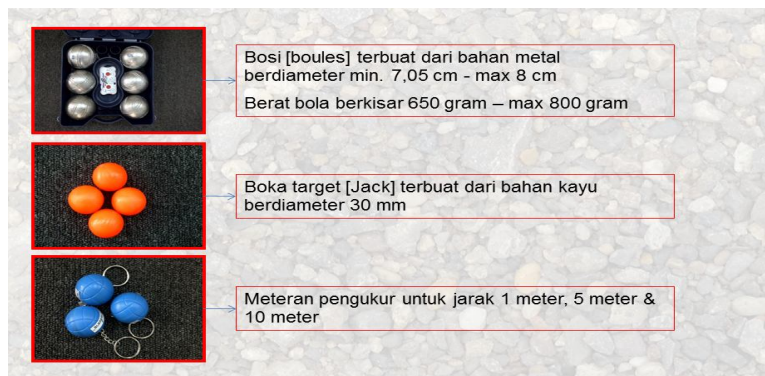 Bosi [boules] terbuat dari bahan metal
berdiameter min. 7,05 cm - max 8 cm
Berat bola berkisar 650 gram – max 800 gram
Boka target [Jack] terbuat dari bahan kayu
berdiameter 30 mm
Meteran pengukur untuk jarak 1 meter, 5 meter &
10 meter